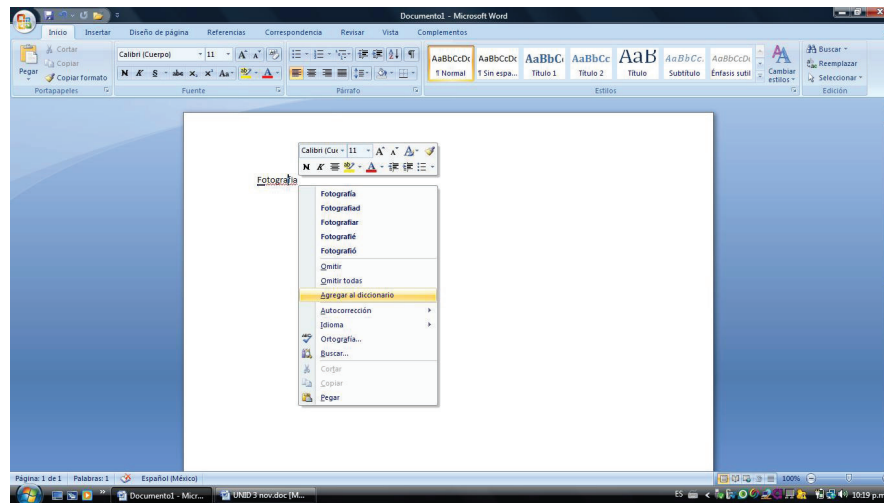 Documento1 - Microsoft Word
Inicio Insertar Diseño de página Referencias Correspondencia Revisar Vista Complementos
Pegar
Cortar
Copiar
Copiar formato
Portapapeles
Calibri (Cuerpo) 11
N K S abc x, x² Aa
Fuente
Párrafo
AaBbCcDc AaBbCcDc AaBbC AaBbCc AaB AaBbCc. AaBbCcDc
¶ Normal ¶ Sin espa... Título 1 Título 2 Título Subtítulo Énfasis sutil
Cambiar estilos
Estilos
Buscar
Reemplazar
Seleccionar
Edición
Calibri (Cue 11
N K
Fotografia
Fotografía
Fotografiad
Fotografiar
Fotografié
Fotografió
Omitir
Omitir todas
Agregar al diccionario
Autocorrección
Idioma
Ortografía...
Buscar...
Cortar
Copiar
Pegar
Página: 1 de 1 Palabras: 1 Español (México) 100%
Documento1 - Micr... UNID 3 nov.doc [M... ES 10:19 p.m